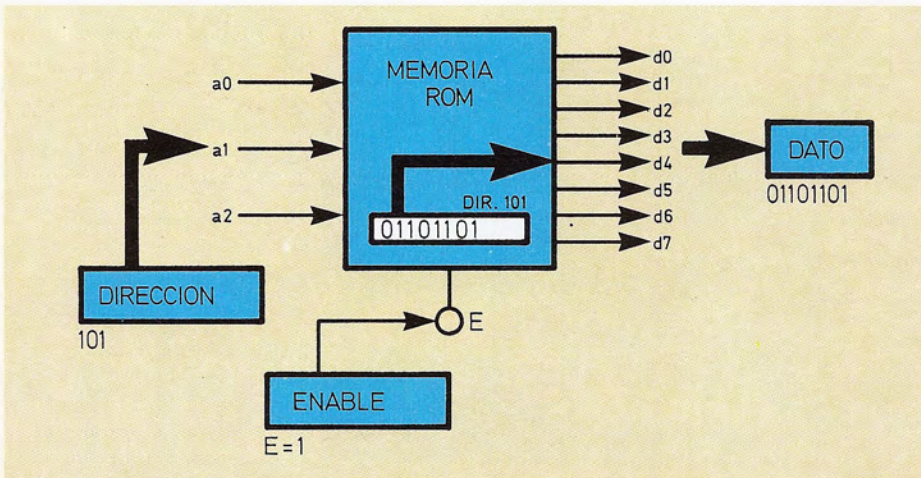 MEMORIA
ROM
a0
a1
a2
d0
d1
d2
d3
d4
d5
d6
d7
DIR. 101
01101101
DATO
01101101
DIRECCION
101
E
ENABLE
E=1